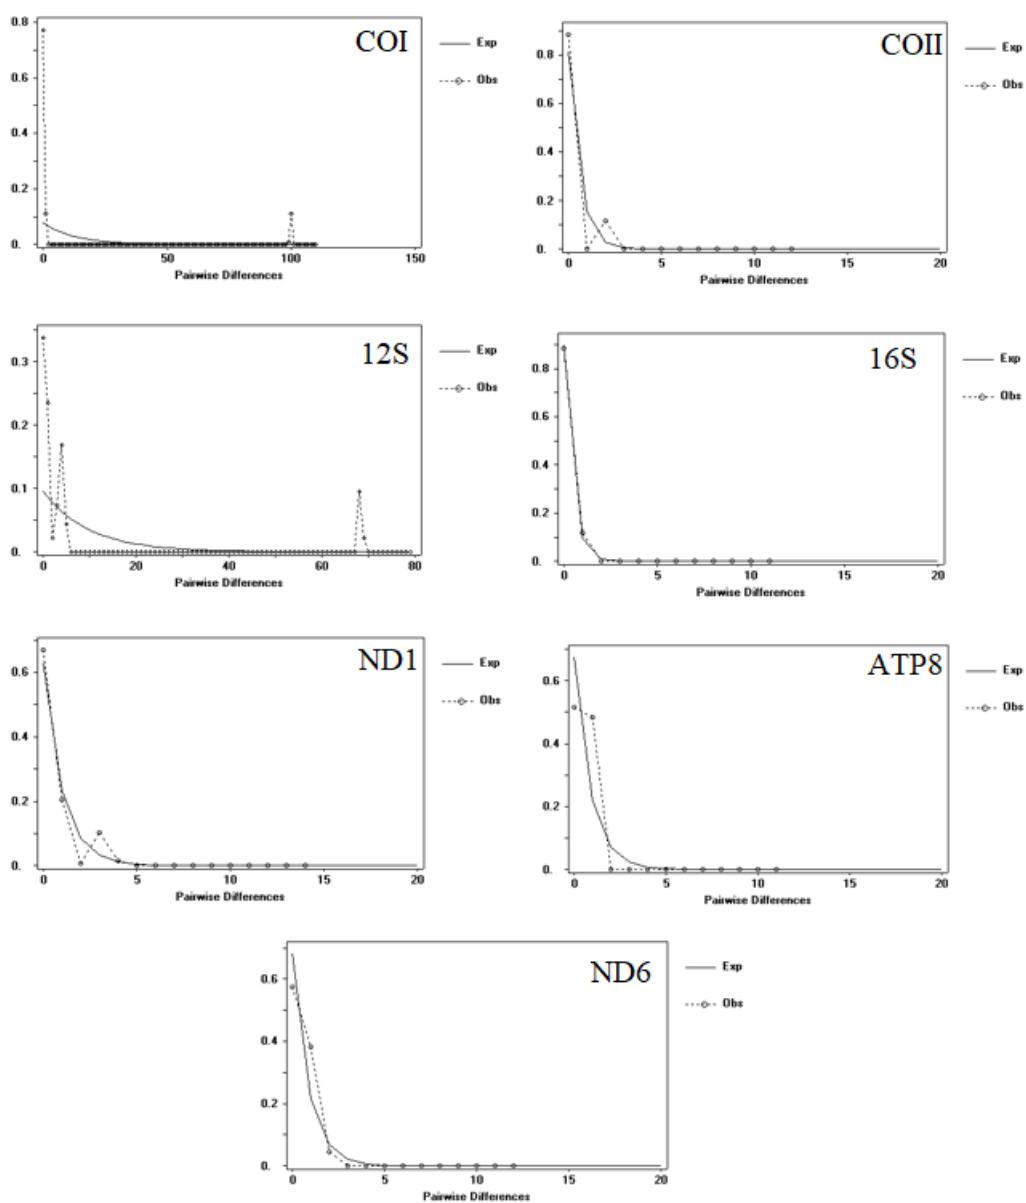 COI
Exp
Obs
0.8
0.6
0.4
0.2
0.
0 50 100 150
Pairwise Differences
COII
Exp
Obs
0.8
0.6
0.4
0.2
0.
0 5 10 15 20
Pairwise Differences
12S
Exp
Obs
0.3
0.2
0.1
0.
0 20 40 60 80
Pairwise Differences
16S
Exp
Obs
0.8
0.6
0.4
0.2
0.
0 5 10 15 20
Pairwise Differences
ND1
Exp
Obs
0.6
0.4
0.2
0.
0 5 10 15 20
Pairwise Differences
ATP8
Exp
Obs
0.6
0.4
0.2
0.
0 5 10 15 20
Pairwise Differences
ND6
Exp
Obs
0.6
0.4
0.2
0.
0 5 10 15 20
Pairwise Differences